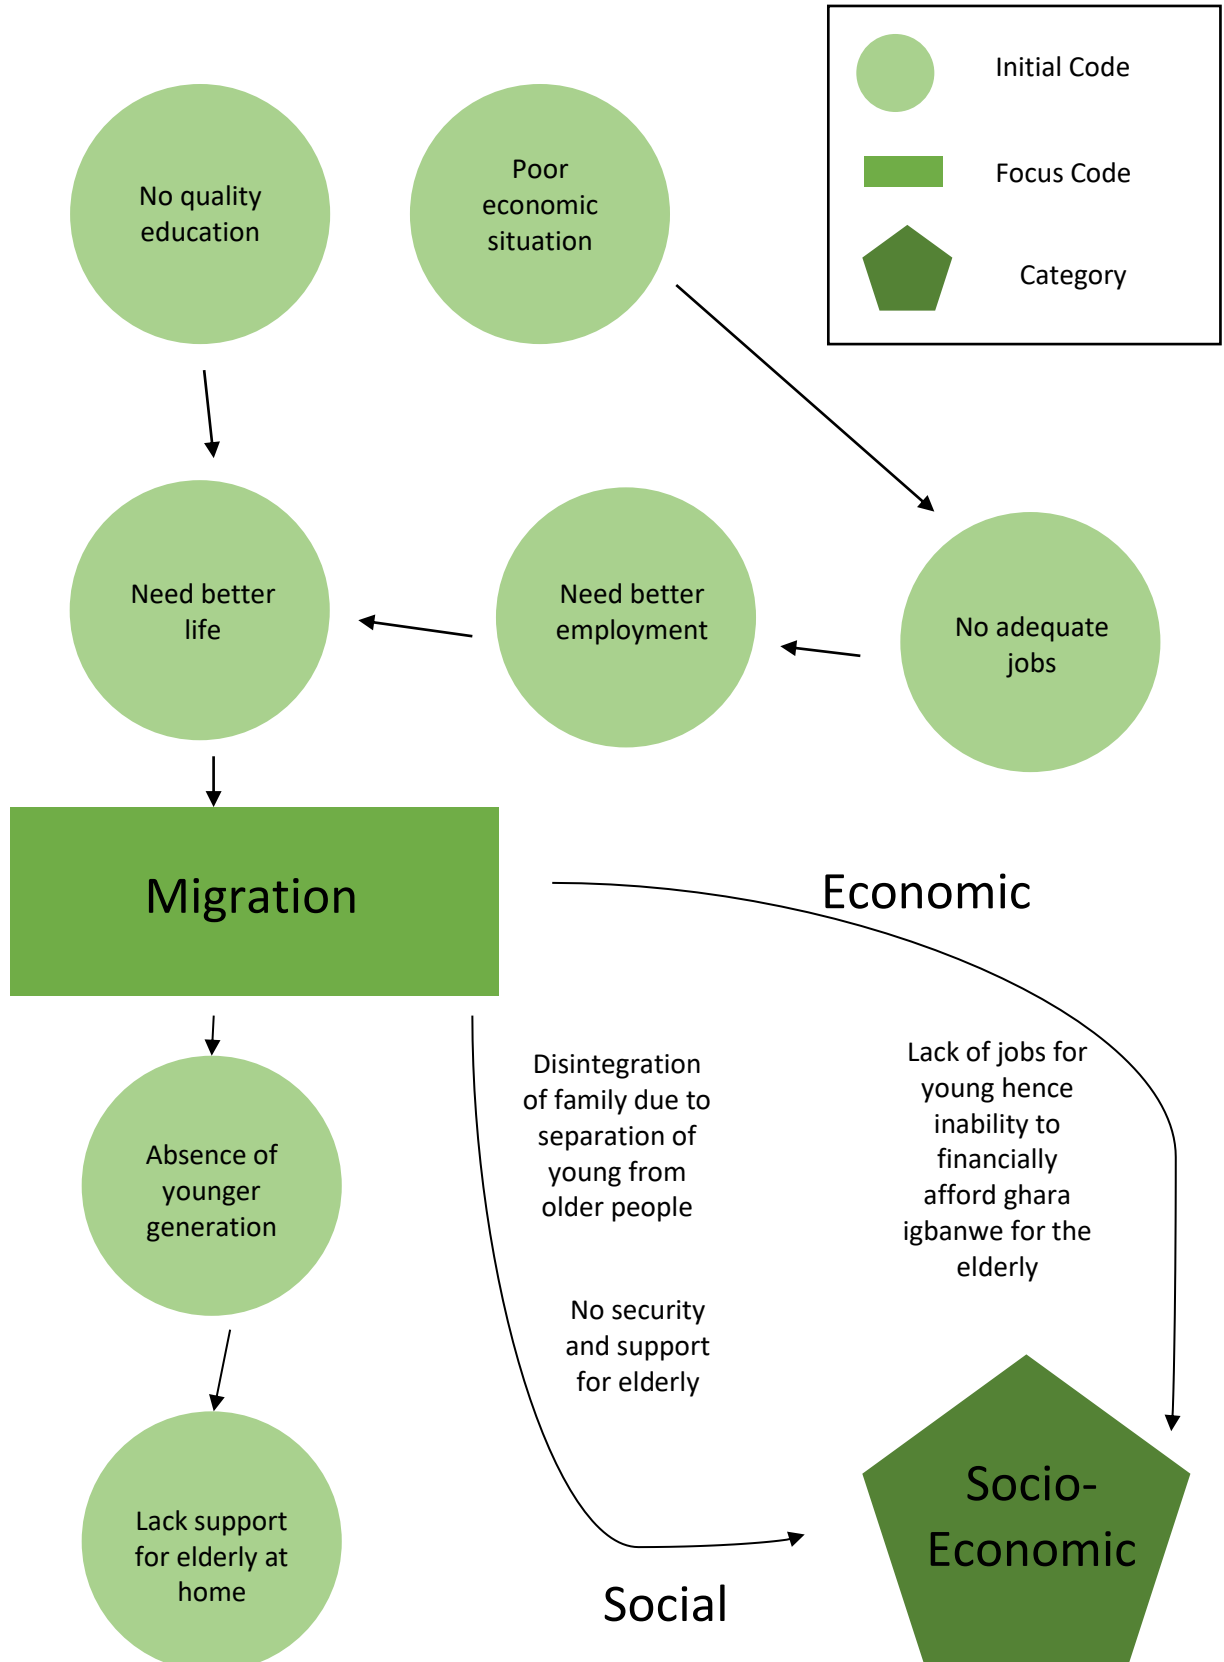 Initial Code
Focus Code
Category
No quality
education
Poor
economic
situation
Need better
life
Need better
employment
No adequate
jobs
Migration
Economic
Absence of
younger
generation
Disintegration
of family due to
separation of
young from
older people
No security
and support
for elderly
Lack of jobs for
young hence
inability to
financially
afford ghara
igbanwe for the
elderly
Lack support
for elderly at
home
Social
Socio-
Economic